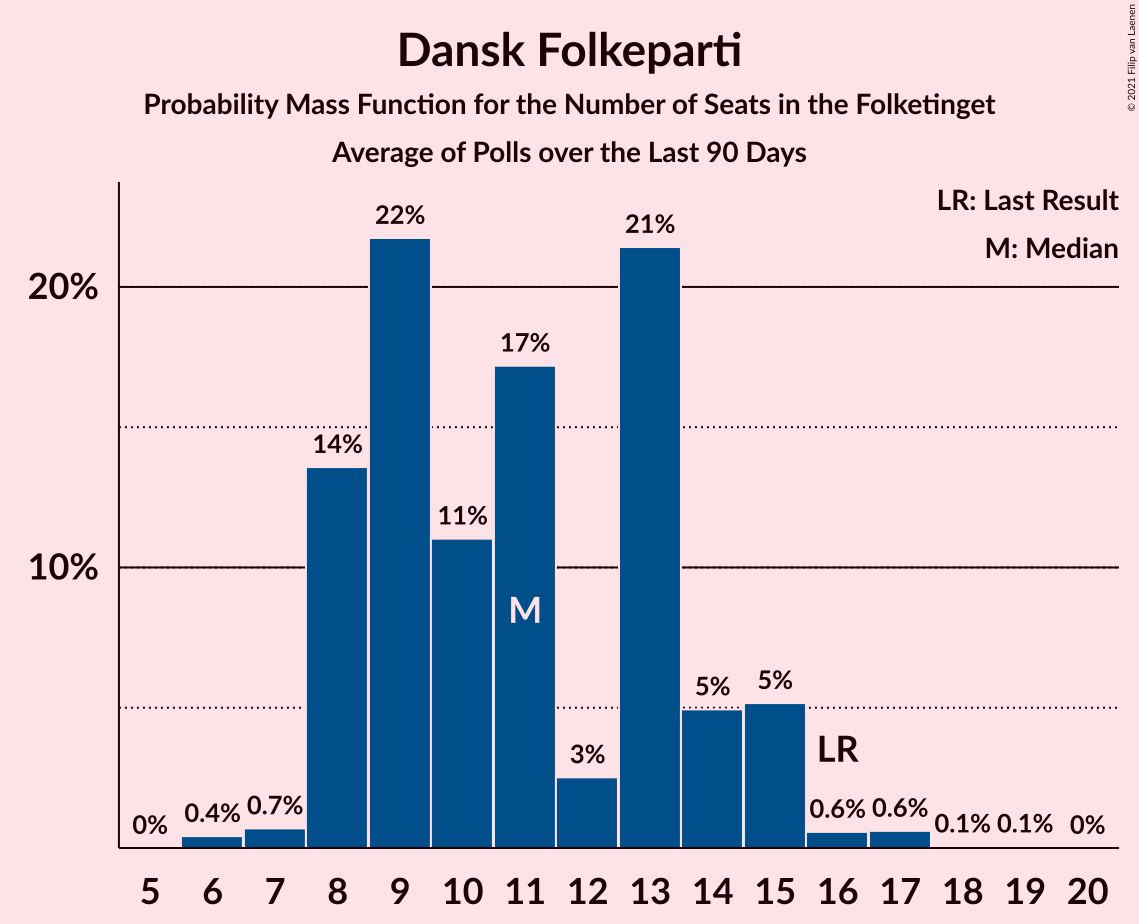 Dansk Folkeparti
Probability Mass Function for the Number of Seats in the Folketinget
Average of Polls over the Last 90 Days
© 2021 Filip van Laenen
LR: Last Result
M: Median
20%
10%
0%
0.4%
0.7%
14%
22%
11%
17%
3%
21%
5%
5%
0.6%
0.6%
0.1%
0.1%
0%
M
LR
5 6 7 8 9 10 11 12 13 14 15 16 17 18 19 20